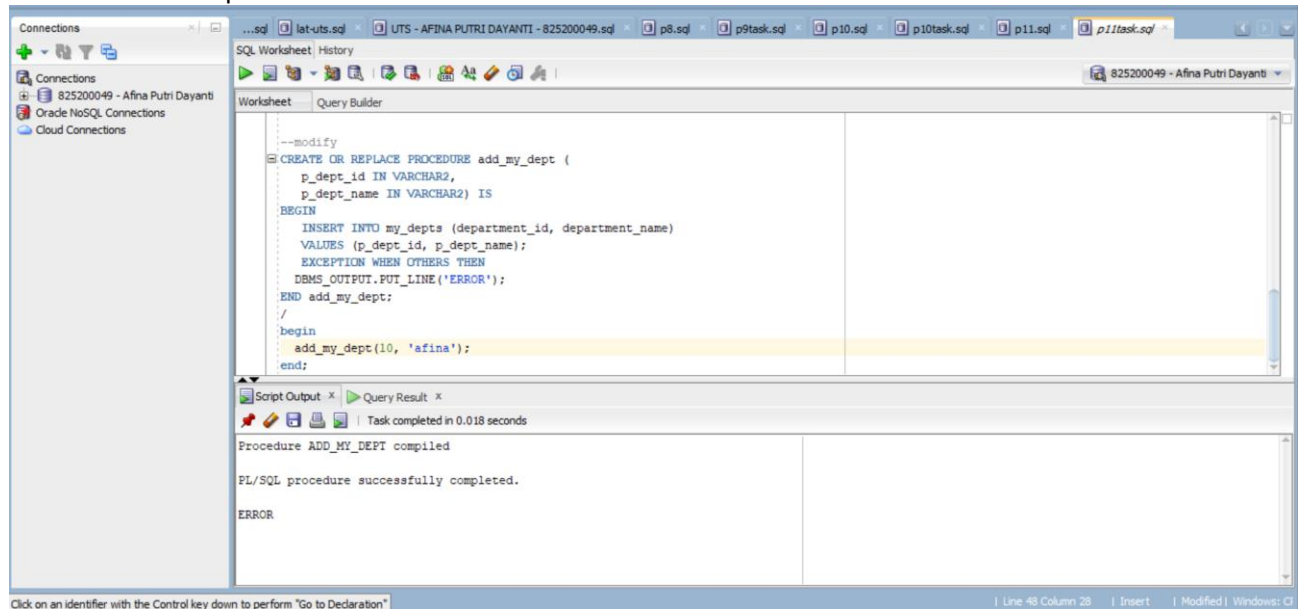 Connections
...sql lat-uts.sql UTS - AFINA PUTRI DAYANTI - 825200049.sql p8.sql p9task.sql p10.sql p10task.sql p11.sql p11task.sql
SQL Worksheet History
Connections
825200049 - Afina Putri Dayanti
825200049 - Afina Putri Dayanti
Oracle NoSQL Connections
Worksheet Query Builder
Cloud Connections
--modify
CREATE OR REPLACE PROCEDURE add_my_dept (
p_dept_id IN VARCHAR2,
p_dept_name IN VARCHAR2) IS
BEGIN
INSERT INTO my_depts (department_id, department_name)
VALUES (p_dept_id, p_dept_name);
EXCEPTION WHEN OTHERS THEN
DBMS_OUTPUT.PUT_LINE('ERROR');
END add_my_dept;
/
begin
add_my_dept(10, 'afina');
end;
Script Output x Query Result x
Task completed in 0.018 seconds
Procedure ADD_MY_DEPT compiled
PL/SQL procedure successfully completed.
ERROR
Click on an identifier with the Control key down to perform "Go to Declaration"
Line 48 Column 28 | Insert | Modified | Windows: C